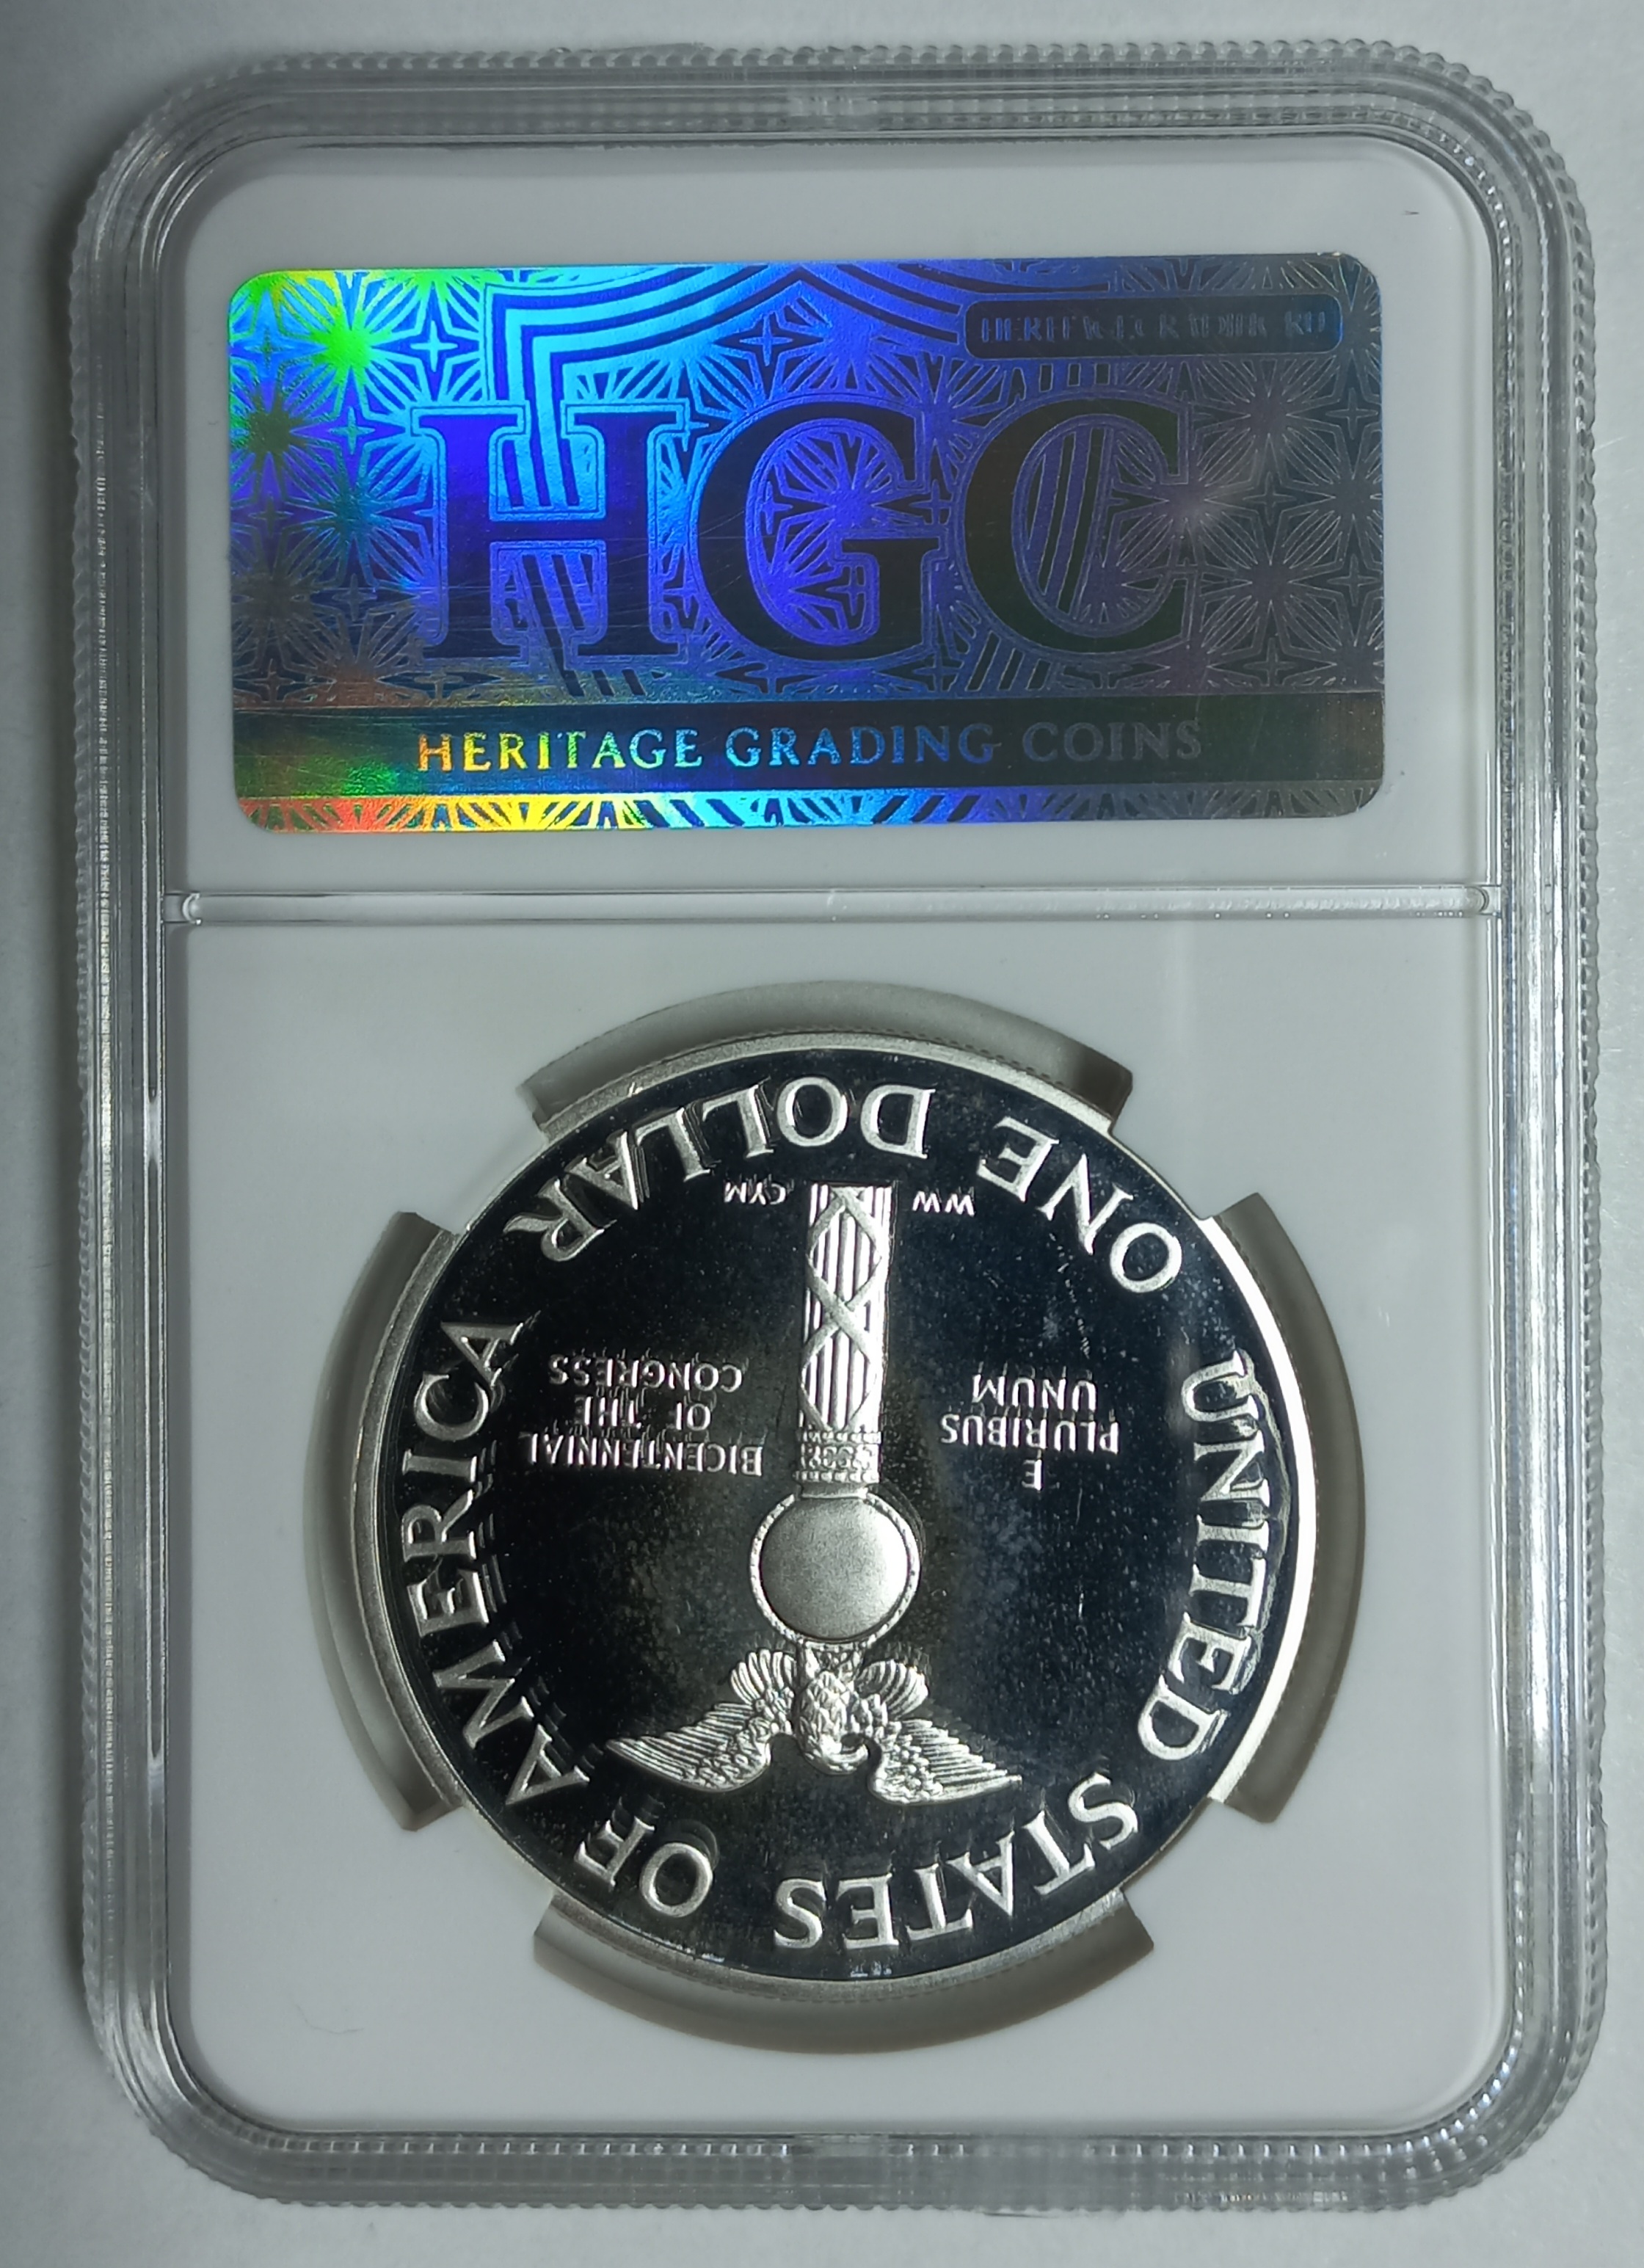 HGC
HERITAGE GRADING COINS
UNITED STATES OF AMERICA
E
PLURIBUS
UNUM
BICENTENNIAL
OF THE
CONGRESS
WW
CYM
ONE DOLLAR